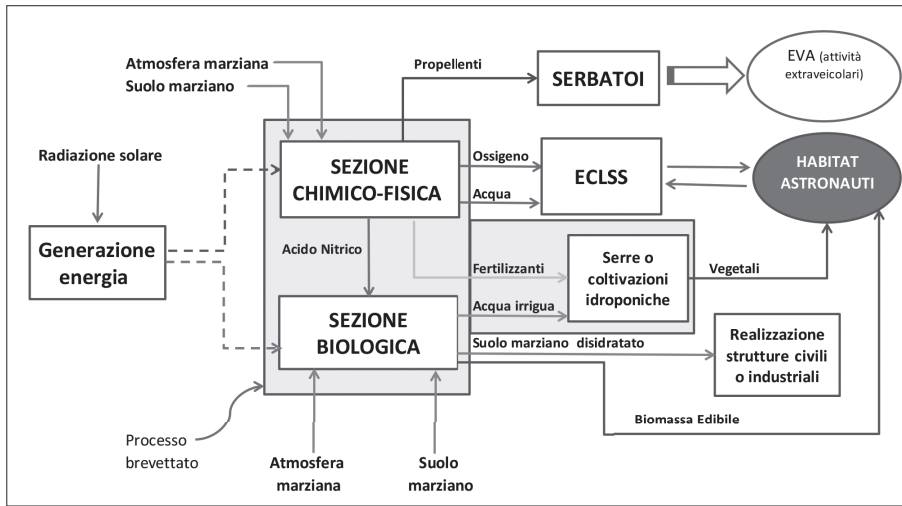 Atmosfera marziana
Suolo marziano
Propellenti
SERBATOI
EVA (attività
extraveicolari)
Radiazione solare
Generazione
energia
SEZIONE
CHIMICO-FISICA
Ossigeno
Acqua
ECLSS
HABITAT
ASTRONAUTI
Acido Nitrico
Fertilizzanti
Acqua irrigua
Serre o
coltivazioni
idroponiche
Vegetali
SEZIONE
BIOLOGICA
Suolo marziano disidratato
Realizzazione
strutture civili
o industriali
Biomassa Edibile
Processo
brevettato
Atmosfera
marziana
Suolo
marziano